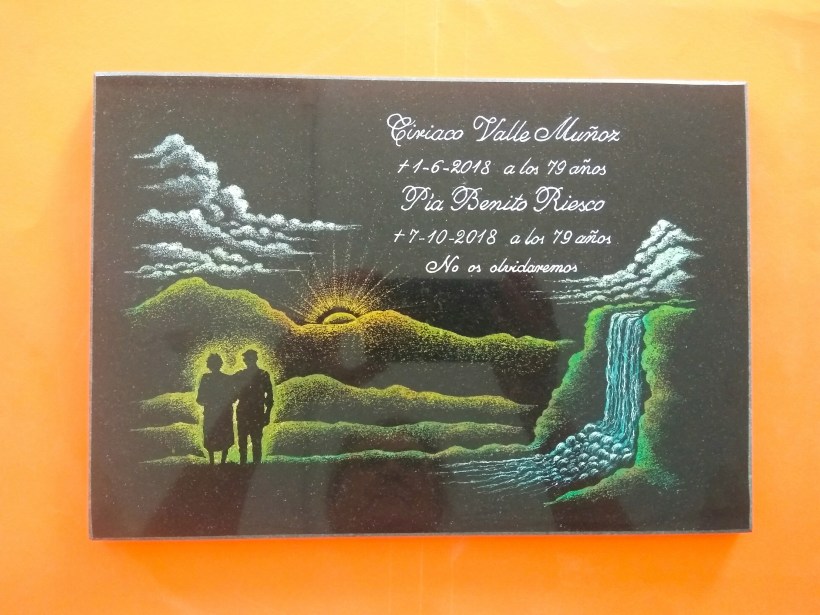 Ciriaco Valle Muñoz
+ 1-6-2018 a los 79 años
Pía Benito Riesco
+ 7-10-2018 a los 79 años
No os olvidaremos